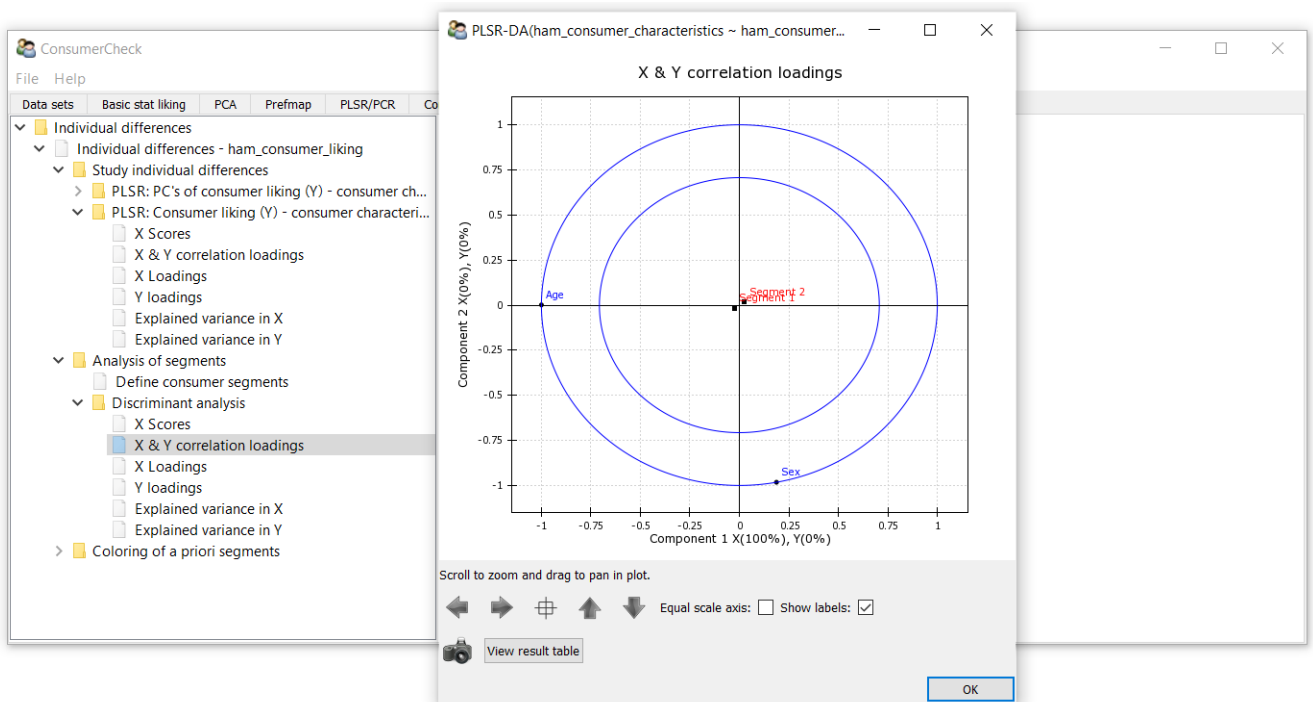 ConsumerCheck
File Help
Data sets Basic stat liking PCA Prefmap PLSR/PCR Co
Individual differences
Individual differences - ham_consumer_liking
Study individual differences
PLSR: PC's of consumer liking (Y) - consumer ch...
PLSR: Consumer liking (Y) - consumer characteri...
X Scores
X & Y correlation loadings
X Loadings
Y loadings
Explained variance in X
Explained variance in Y
Analysis of segments
Define consumer segments
Discriminant analysis
X Scores
X & Y correlation loadings
X Loadings
Y loadings
Explained variance in X
Explained variance in Y
Coloring of a priori segments
PLSR-DA(ham_consumer_characteristics ~ ham_consumer...
X & Y correlation loadings
1
0.75
0.5
0.25
0
-0.25
-0.5
-0.75
-1
Component 2 X(0%), Y(0%)
Age
Segment 2
Segment 1
Sex
-1 -0.75 -0.5 -0.25 0 0.25 0.5 0.75 1
Component 1 X(100%), Y(0%)
Scroll to zoom and drag to pan in plot.
Equal scale axis: Show labels:
View result table
OK